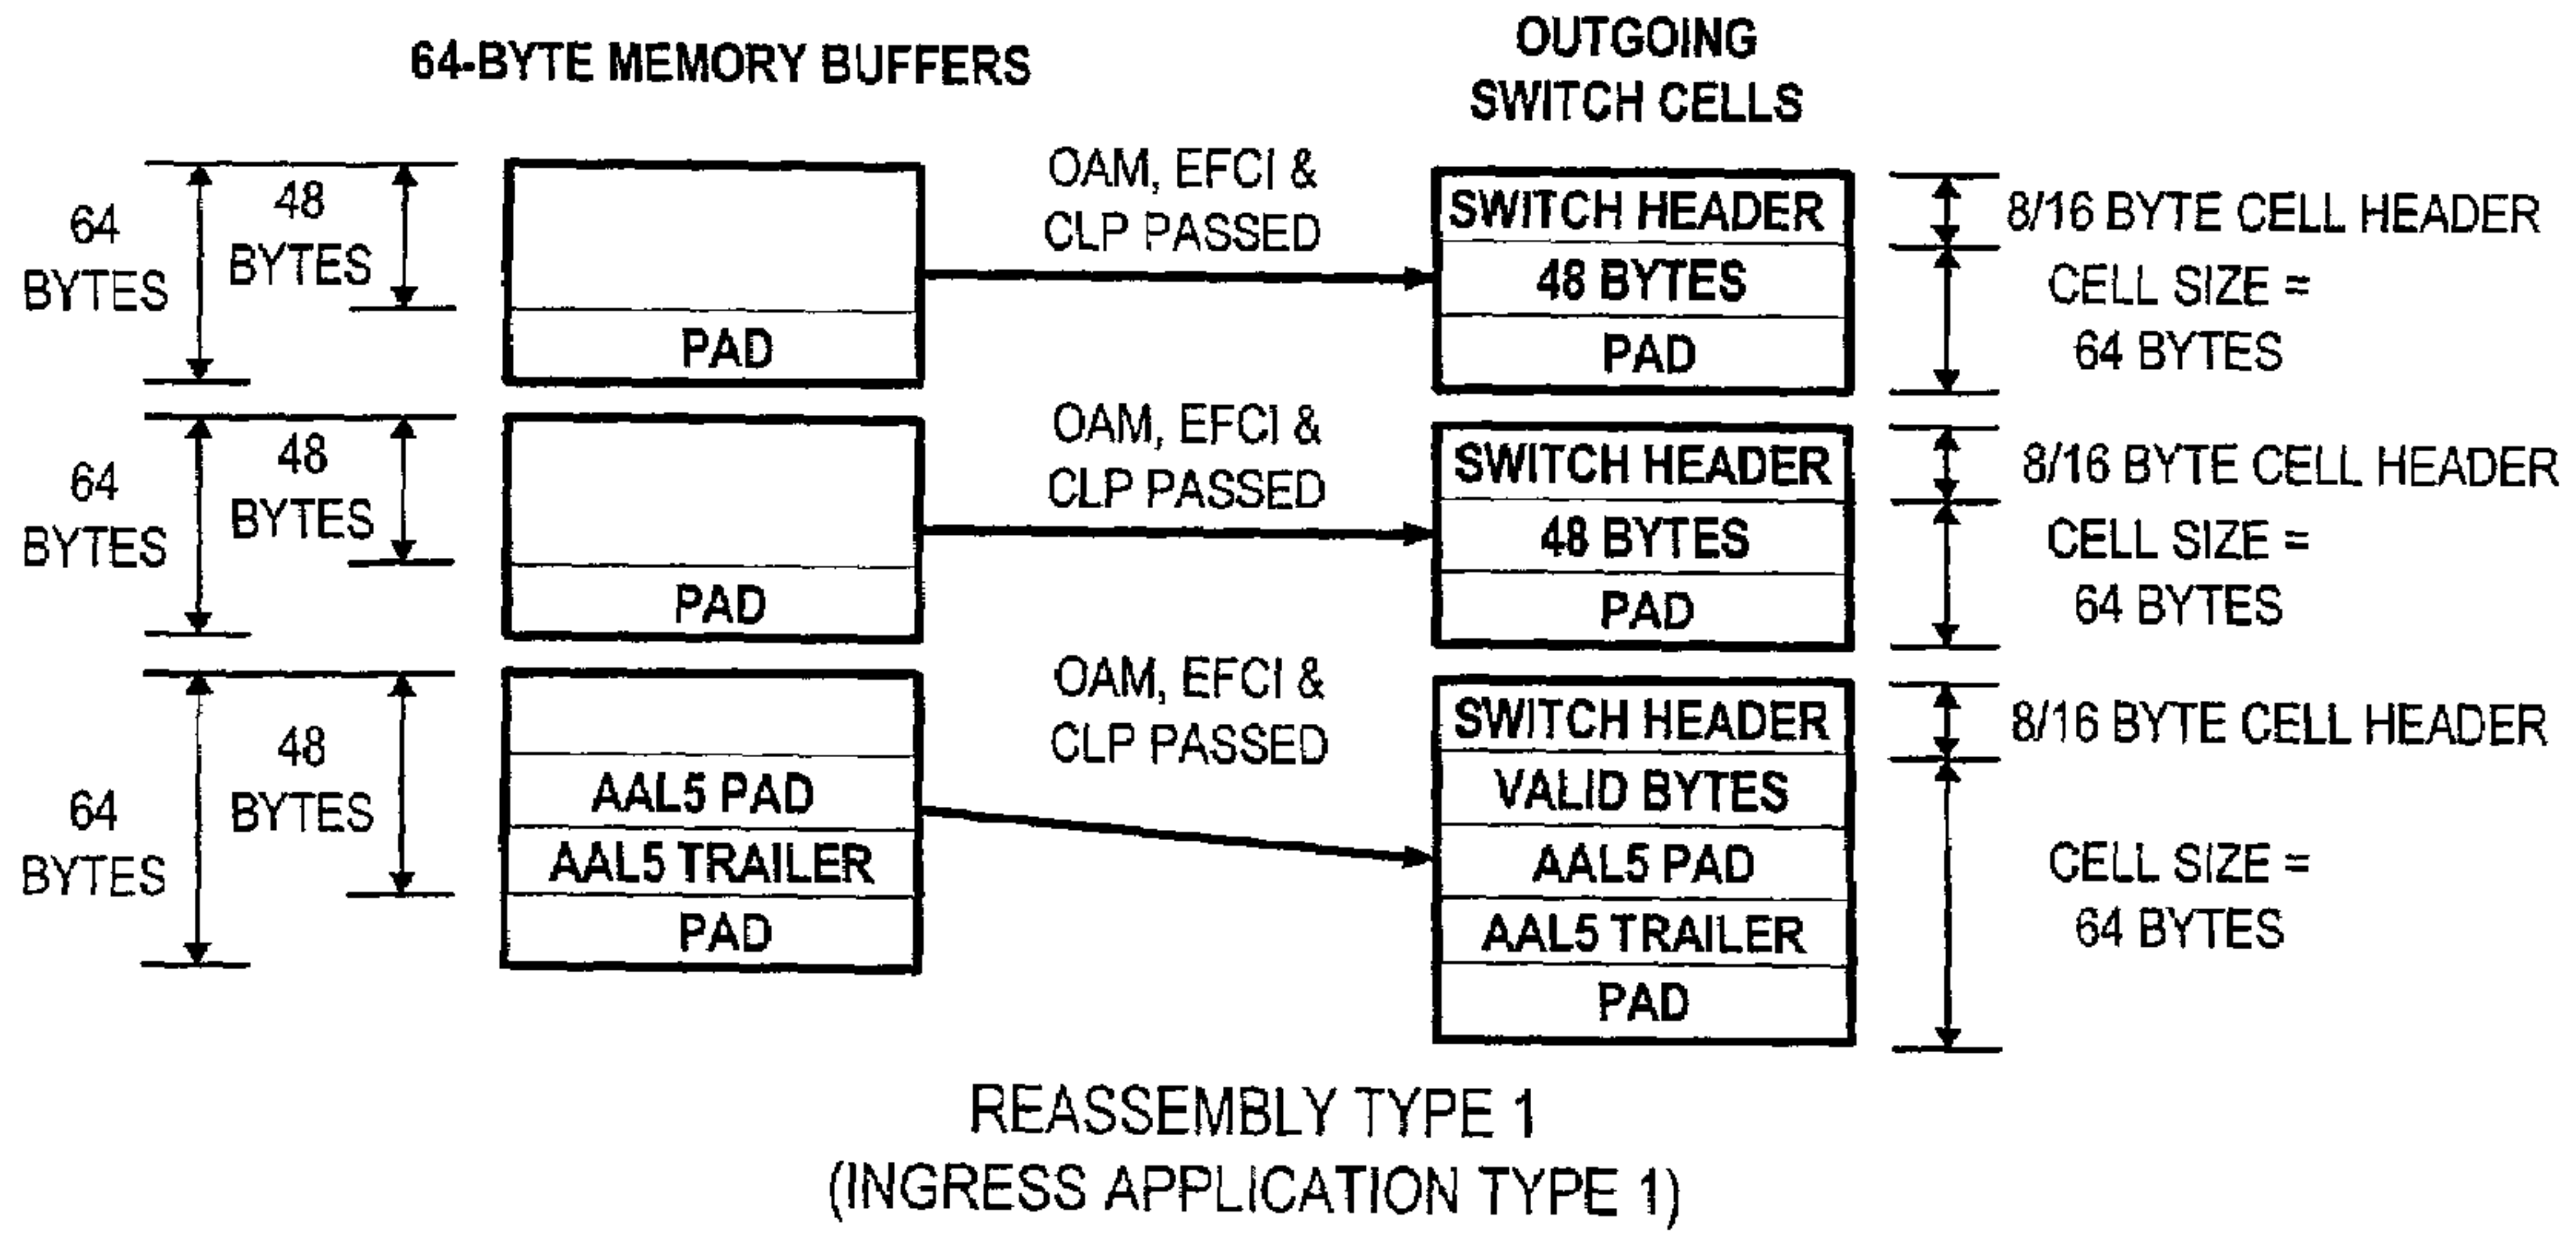 64-BYTE MEMORY BUFFERS
OUTGOING
SWITCH CELLS
64
BYTES
48
BYTES
PAD
OAM, EFCI &
CLP PASSED
SWITCH HEADER
48 BYTES
PAD
8/16 BYTE CELL HEADER
CELL SIZE =
64 BYTES
64
BYTES
48
BYTES
PAD
OAM, EFCI &
CLP PASSED
SWITCH HEADER
48 BYTES
PAD
8/16 BYTE CELL HEADER
CELL SIZE =
64 BYTES
64
BYTES
48
BYTES
AAL5 PAD
AAL5 TRAILER
PAD
OAM, EFCI &
CLP PASSED
SWITCH HEADER
VALID BYTES
AAL5 PAD
AAL5 TRAILER
PAD
8/16 BYTE CELL HEADER
CELL SIZE =
64 BYTES
REASSEMBLY TYPE 1
(INGRESS APPLICATION TYPE 1)